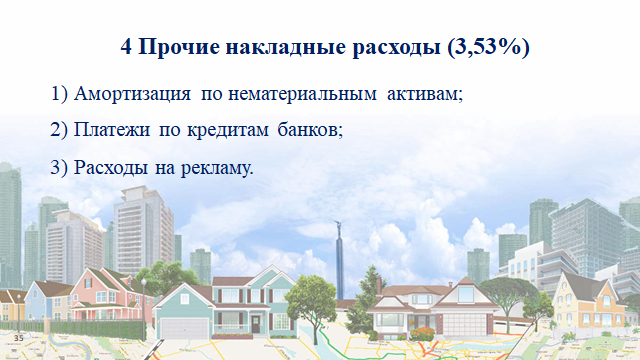 4 Прочие накладные расходы (3,53%)
1) Амортизация по нематериальным активам;
2) Платежи по кредитам банков;
3) Расходы на рекламу.
35